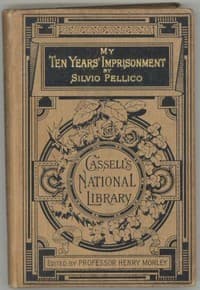 MY
TEN YEARS' IMPRISONMENT
BY
SILVIO PELLICO
CASSELL'S
NATIONAL
LIBRARY
EDITED BY PROFESSOR HENRY MORLEY